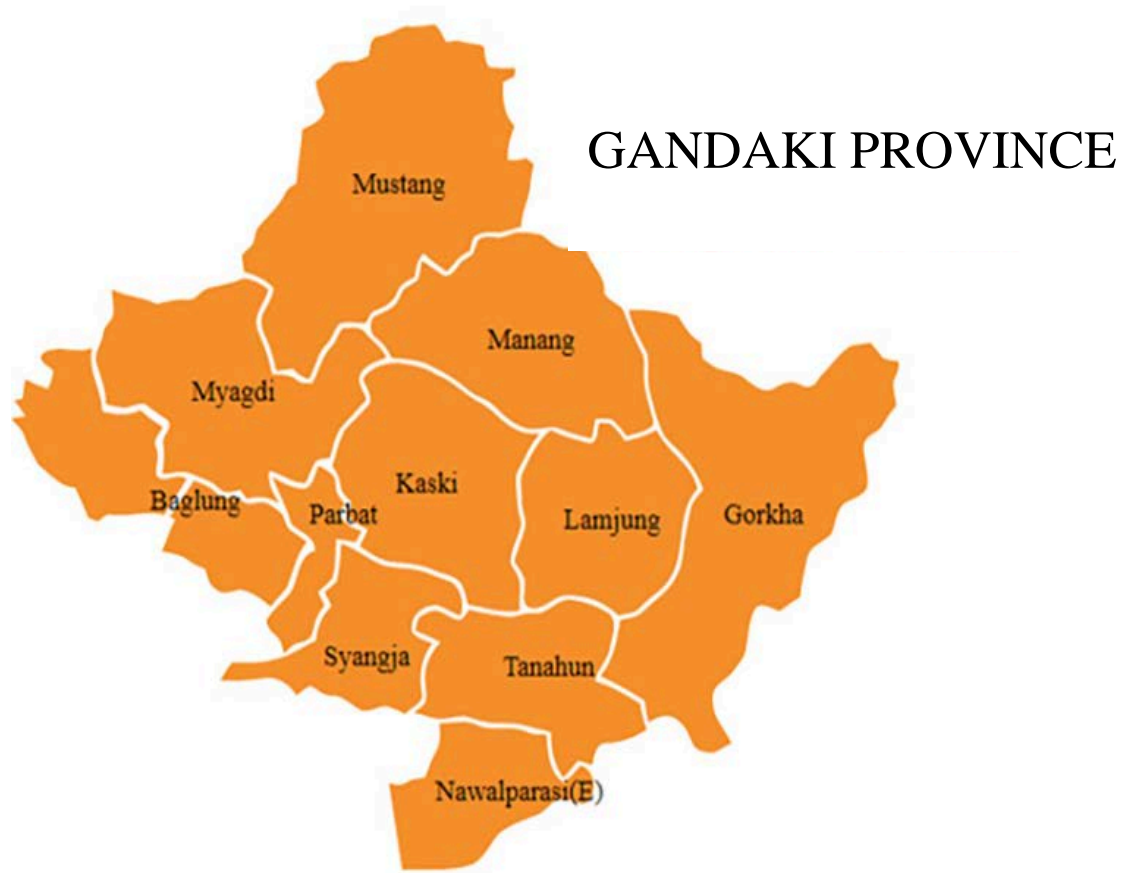 GANDAKI PROVINCE
Mustang
Manang
Myagdi
Kaski
Baglung
Parbat
Lamjung
Gorkha
Syangja
Tanahun
Nawalparasi(E)